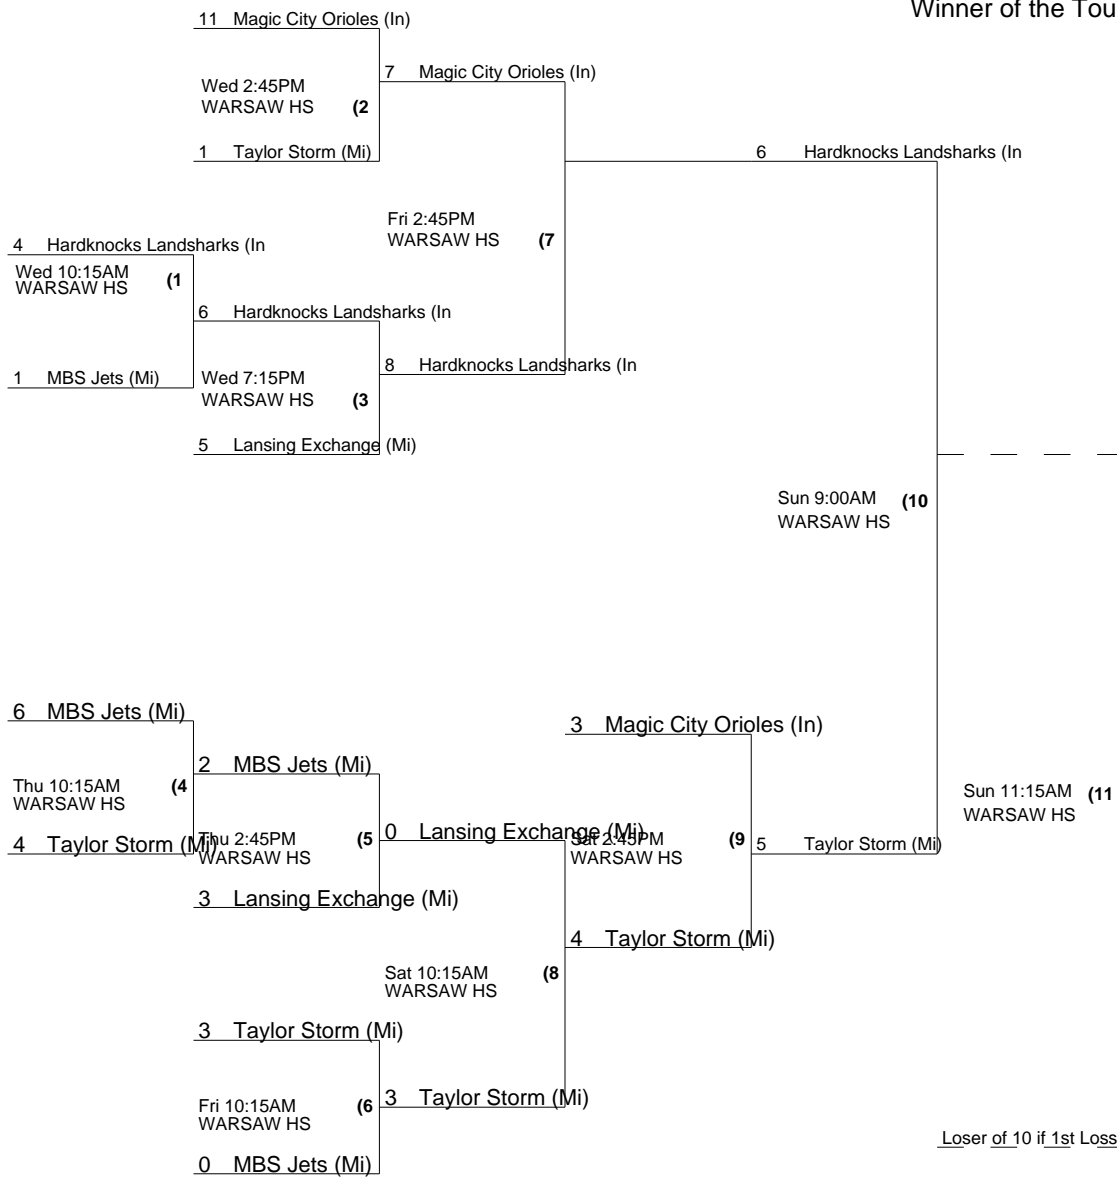 Winner of the Tou
11 Magic City Orioles (In)
Wed 2:45PM
WARSAW HS (2
7 Magic City Orioles (In)
1 Taylor Storm (Mi)
6 Hardknocks Landsharks (In
Fri 2:45PM
WARSAW HS (7
4 Hardknocks Landsharks (In
Wed 10:15AM
WARSAW HS (1
6 Hardknocks Landsharks (In
1 MBS Jets (Mi)
Wed 7:15PM
WARSAW HS (3
8 Hardknocks Landsharks (In
5 Lansing Exchange (Mi)
Sun 9:00AM (10
WARSAW HS
6 MBS Jets (Mi)
Thu 10:15AM (4
WARSAW HS
2 MBS Jets (Mi)
4 Taylor Storm (Mi)
Thu 2:45PM (5
WARSAW HS
0 Lansing Exchange (Mi)
3 Lansing Exchange (Mi)
3 Magic City Orioles (In)
Sat 2:45PM (9
WARSAW HS
5 Taylor Storm (Mi)
Sun 11:15AM (11
WARSAW HS
4 Taylor Storm (Mi)
Sat 10:15AM (8
WARSAW HS
3 Taylor Storm (Mi)
Fri 10:15AM (6
WARSAW HS
3 Taylor Storm (Mi)
0 MBS Jets (Mi)
Loser of 10 if 1st Loss